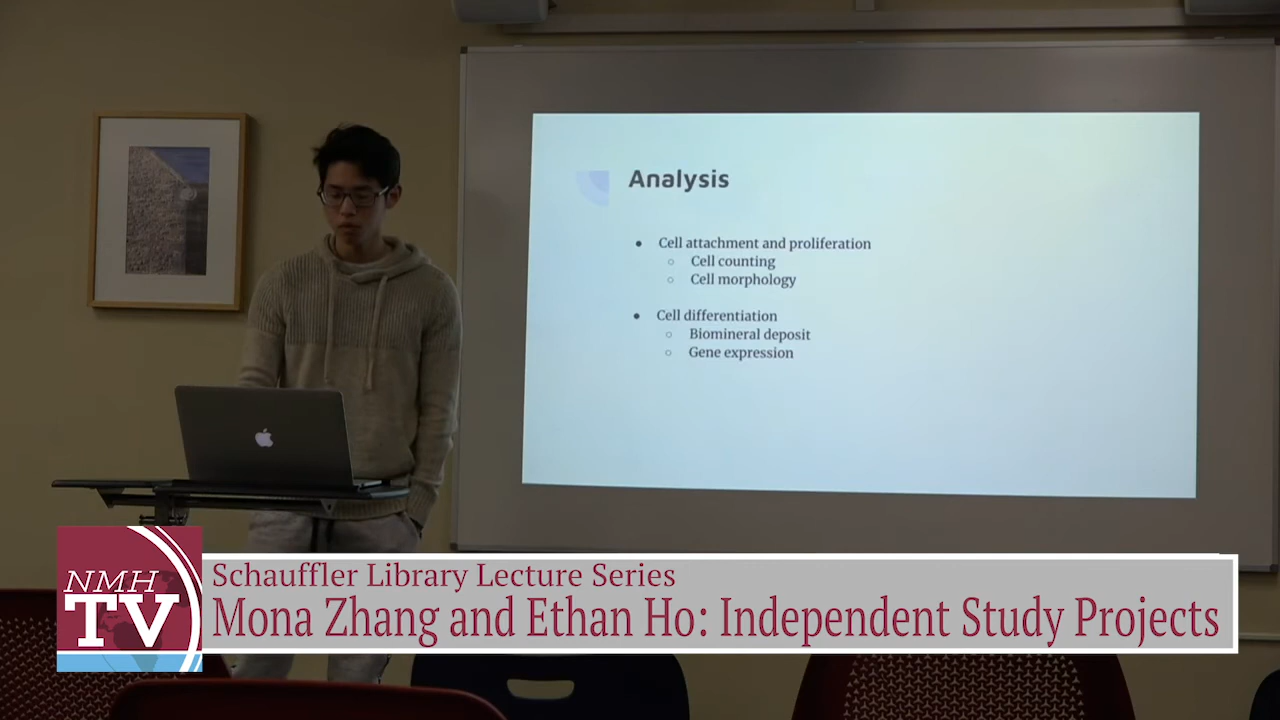 Analysis
● Cell attachment and proliferation
○ Cell counting
○ Cell morphology
● Cell differentiation
○ Biomineral deposit
○ Gene expression
NMH
TV
Schauffler Library Lecture Series
Mona Zhang and Ethan Ho: Independent Study Projects